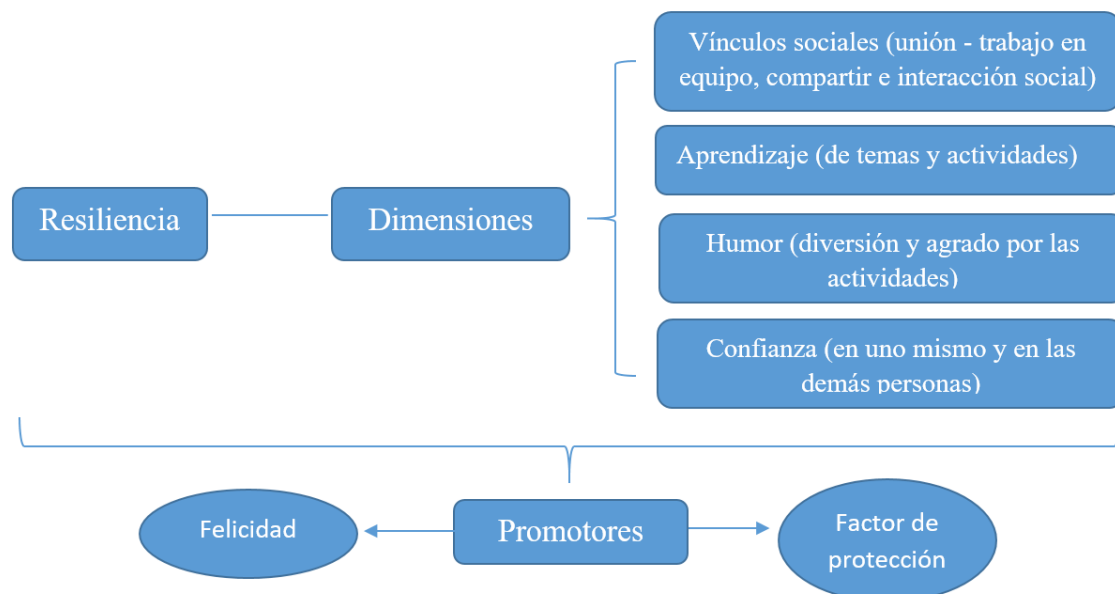 Vínculos sociales (unión - trabajo en
equipo, compartir e interacción social)
Aprendizaje (de temas y actividades)
Resiliencia
Dimensiones
Humor (diversión y agrado por las
actividades)
Confianza (en uno mismo y en las
demás personas)
Felicidad
Promotores
Factor de
protección